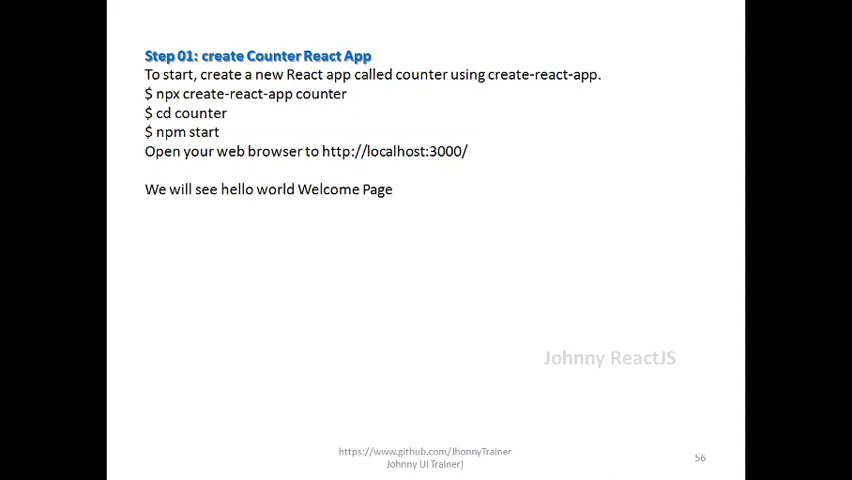 Step 01: create Counter React App
To start, create a new React app called counter using create-react-app.
$ npx create-react-app counter
$ cd counter
$ npm start
Open your web browser to http://localhost:3000/
We will see hello world Welcome Page
Johnny ReactJS
https://www.github.com/JhonnyTrainer
Johnny UI Trainer]
56